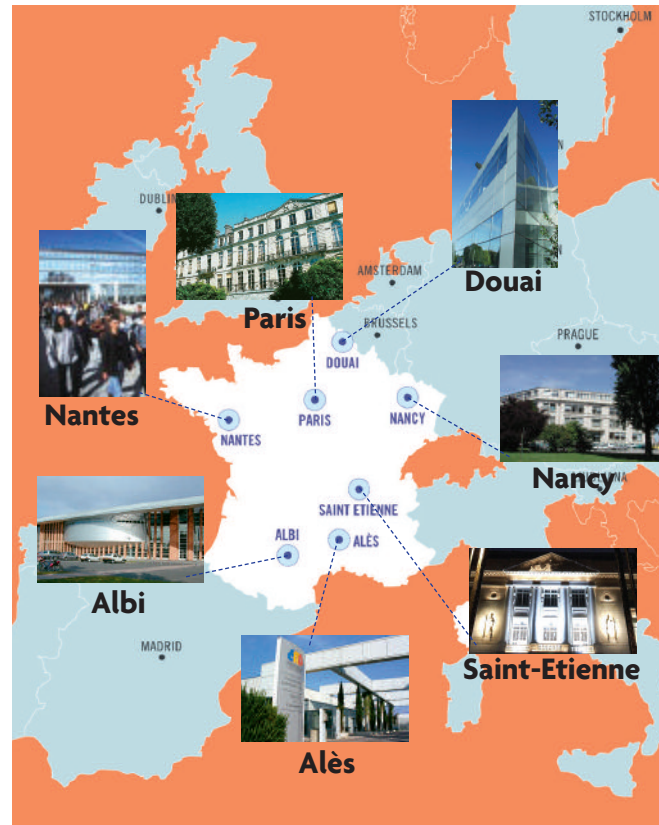 STOCKHOLM
DUBLIN
AMSTERDAM
Douai
Paris
BRUSSELS
PRAGUE
DOUAI
Nantes
PARIS
NANCY
NANTES
Nancy
SAINT ETIENNE
ALBI
ALÈS
Albi
MADRID
Saint-Etienne
Alès